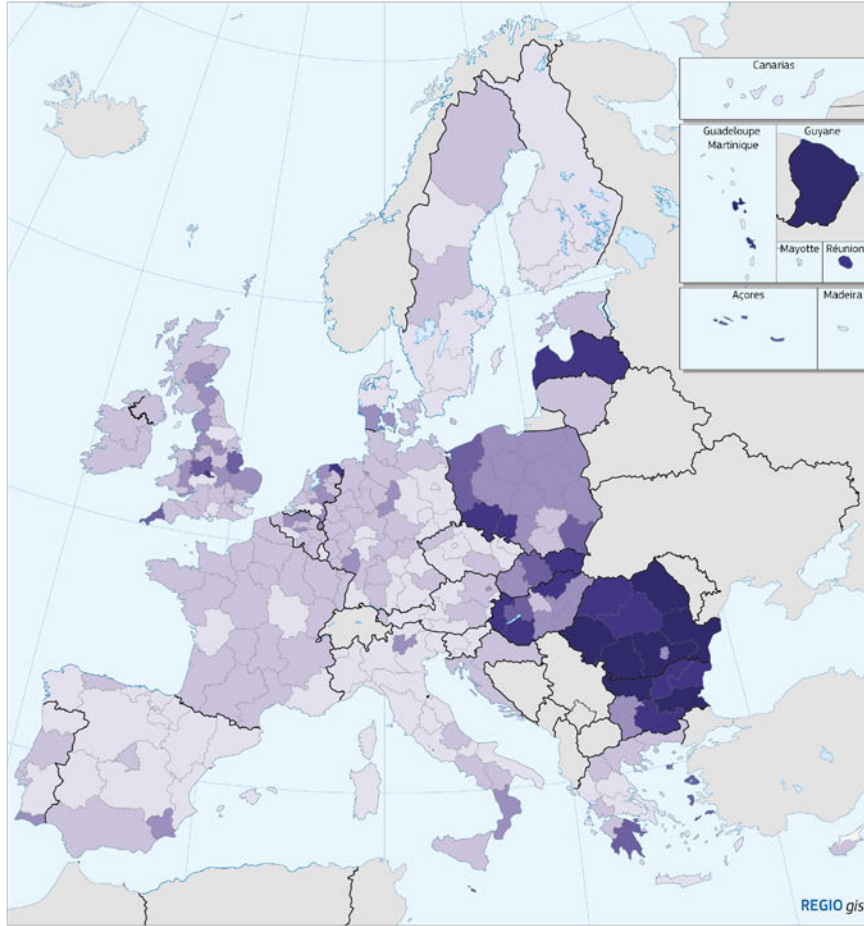 Canarias
Guadeloupe
Martinique
Guyane
Mayotte
Réunion
Açores
Madeira
REGIO gis